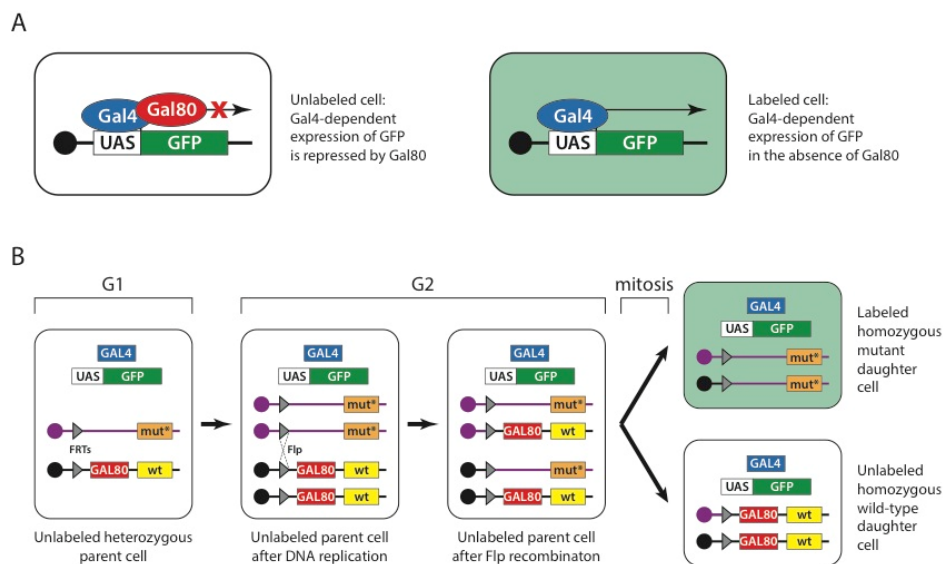 A
Gal4
Gal80
X
UAS
GFP
Unlabeled cell:
Gal4-dependent
expression of GFP
is repressed by Gal80
Gal4
UAS
GFP
Labeled cell:
Gal4-dependent
expression of GFP
in the absence of Gal80
B
G1
G2
mitosis
GAL4
UAS GFP
mut*
FRTs
GAL80 wt
Unlabeled heterozygous
parent cell
GAL4
UAS GFP
mut*
mut*
Flp
GAL80 wt
GAL80 wt
Unlabeled parent cell
after DNA replication
GAL4
UAS GFP
mut*
GAL80 wt
mut*
GAL80 wt
Unlabeled parent cell
after Flp recombinaton
GAL4
UAS GFP
mut*
mut*
Labeled
homozygous
mutant
daughter
cell
GAL4
UAS GFP
GAL80 wt
GAL80 wt
Unlabeled
homozygous
wild-type
daughter
cell